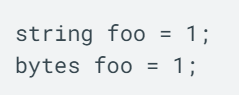 string foo = 1;
bytes foo = 1;